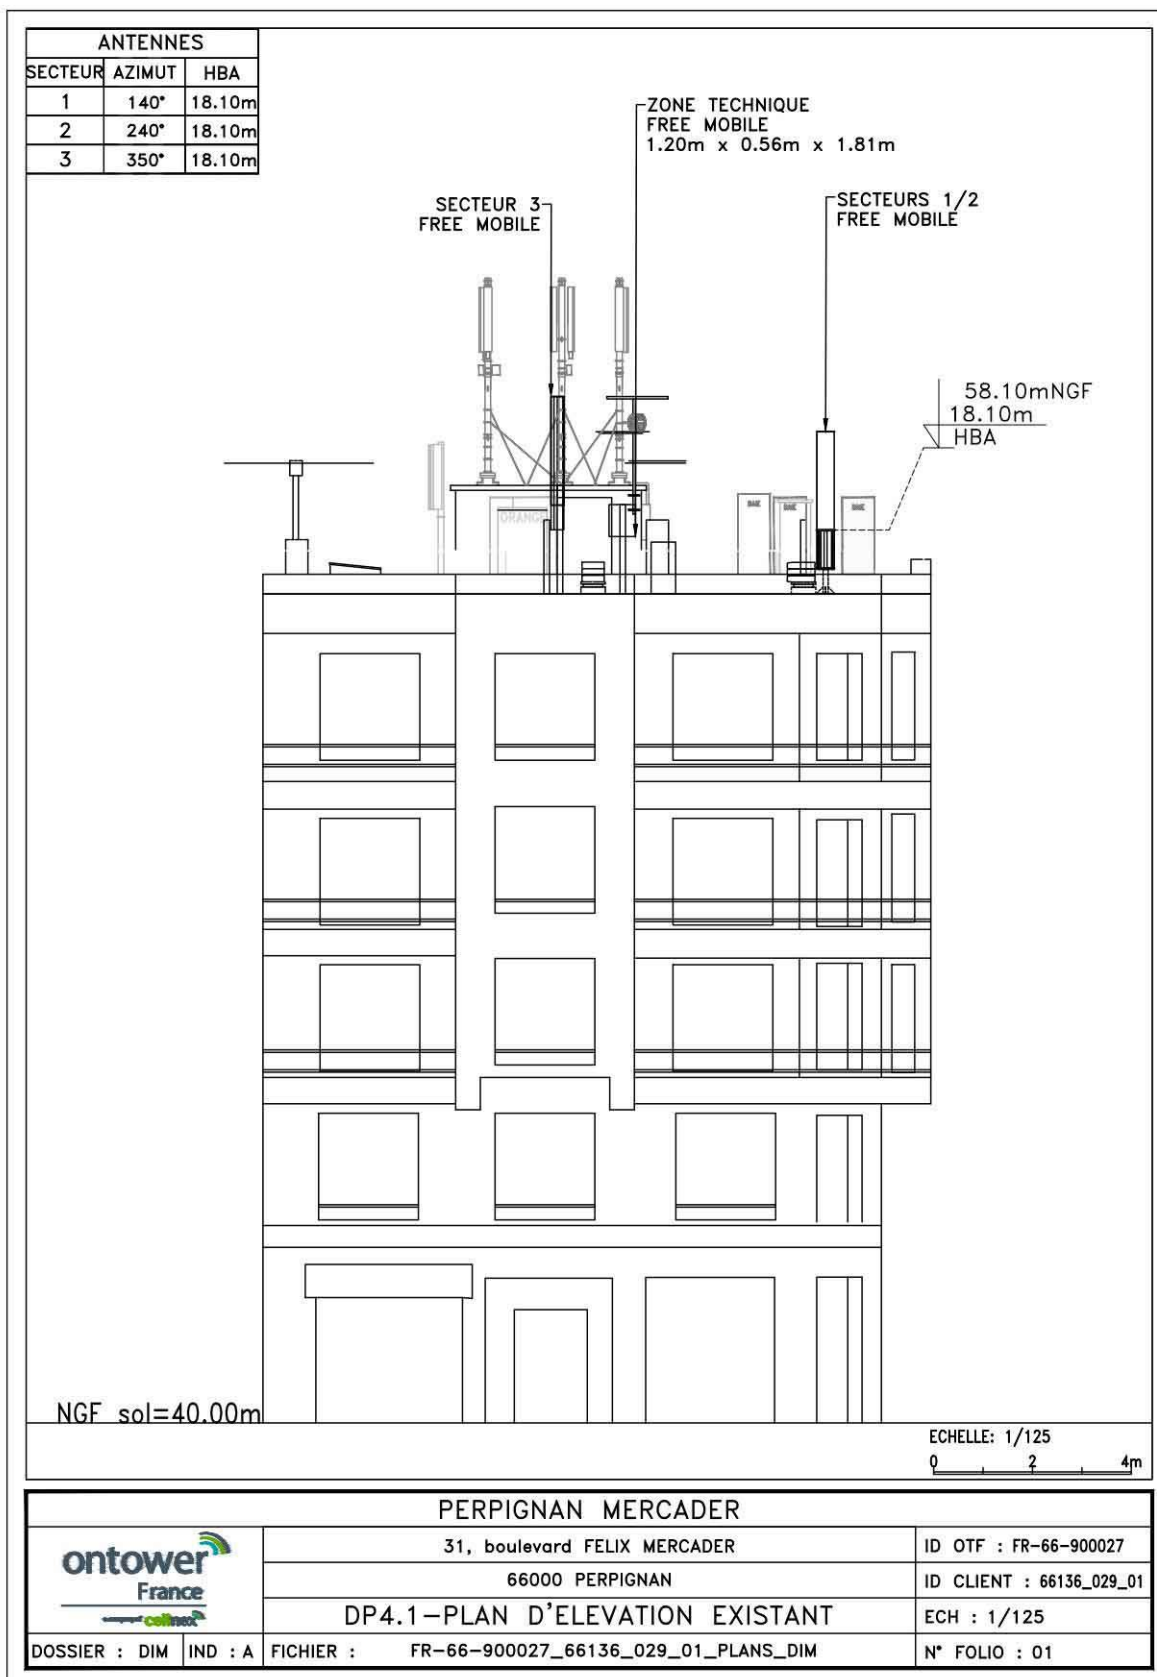 ANTENNES
SECTEUR AZIMUT HBA
1 140° 18.10m
2 240° 18.10m
3 350° 18.10m
ZONE TECHNIQUE
FREE MOBILE
1.20m x 0.56m x 1.81m
SECTEUR 3
FREE MOBILE
SECTEURS 1/2
FREE MOBILE
58.10mNGF
18.10m
HBA
ORANGE
NGF sol=40.00m
ECHELLE: 1/125
0 2 4m
PERPIGNAN MERCADER
ontower
France
cellnex
31, boulevard FELIX MERCADER
ID OTF : FR-66-900027
66000 PERPIGNAN
ID CLIENT : 66136_029_01
DP4.1-PLAN D'ELEVATION EXISTANT
ECH : 1/125
DOSSIER : DIM IND : A FICHIER : FR-66-900027_66136_029_01_PLANS_DIM
N° FOLIO : 01